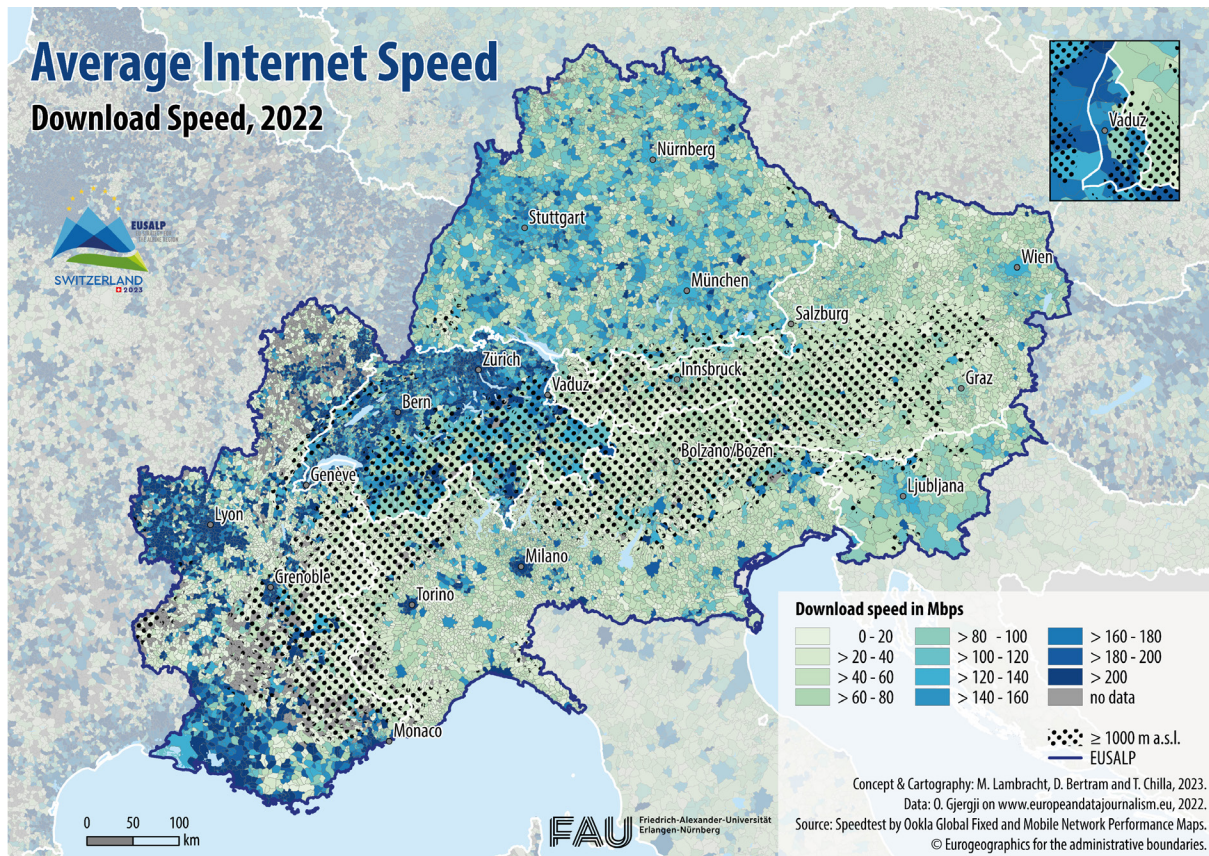 Average Internet Speed
Download Speed, 2022
EUSALP
SWITZERLAND
2023
Nürnberg
Stuttgart
München
Wien
Salzburg
Zürich
Vaduz
Innsbruck
Graz
Bern
Bolzano/Bozen
Genève
Ljubljana
Lyon
Milano
Grenoble
Torino
Monaco
Vaduz
Download speed in Mbps
0 - 20
> 20 - 40
> 40 - 60
> 60 - 80
> 80 - 100
> 100 - 120
> 120 - 140
> 140 - 160
> 160 - 180
> 180 - 200
> 200
no data
≥ 1000 m a.s.l.
EUSALP
0 50 100
km
FAU Friedrich-Alexander-Universität
Erlangen-Nürnberg
Concept & Cartography: M. Lambracht, D. Bertram and T. Chilla, 2023.
Data: O. Gjergji on www.europeandatajournalism.eu, 2022.
Source: Speedtest by Ookla Global Fixed and Mobile Network Performance Maps.
© Eurogeographics for the administrative boundaries.